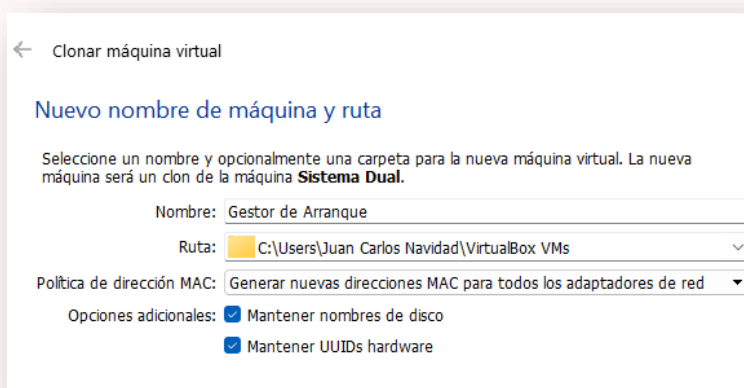 Clonar máquina virtual
Nuevo nombre de máquina y ruta
Seleccione un nombre y opcionalmente una carpeta para la nueva máquina virtual. La nueva
máquina será un clon de la máquina Sistema Dual.
Nombre: Gestor de Arranque
Ruta: C:\Users\Juan Carlos Navidad\VirtualBox VMs
Política de dirección MAC: Generar nuevas direcciones MAC para todos los adaptadores de red
Opciones adicionales: Mantener nombres de disco
Mantener UUIDs hardware